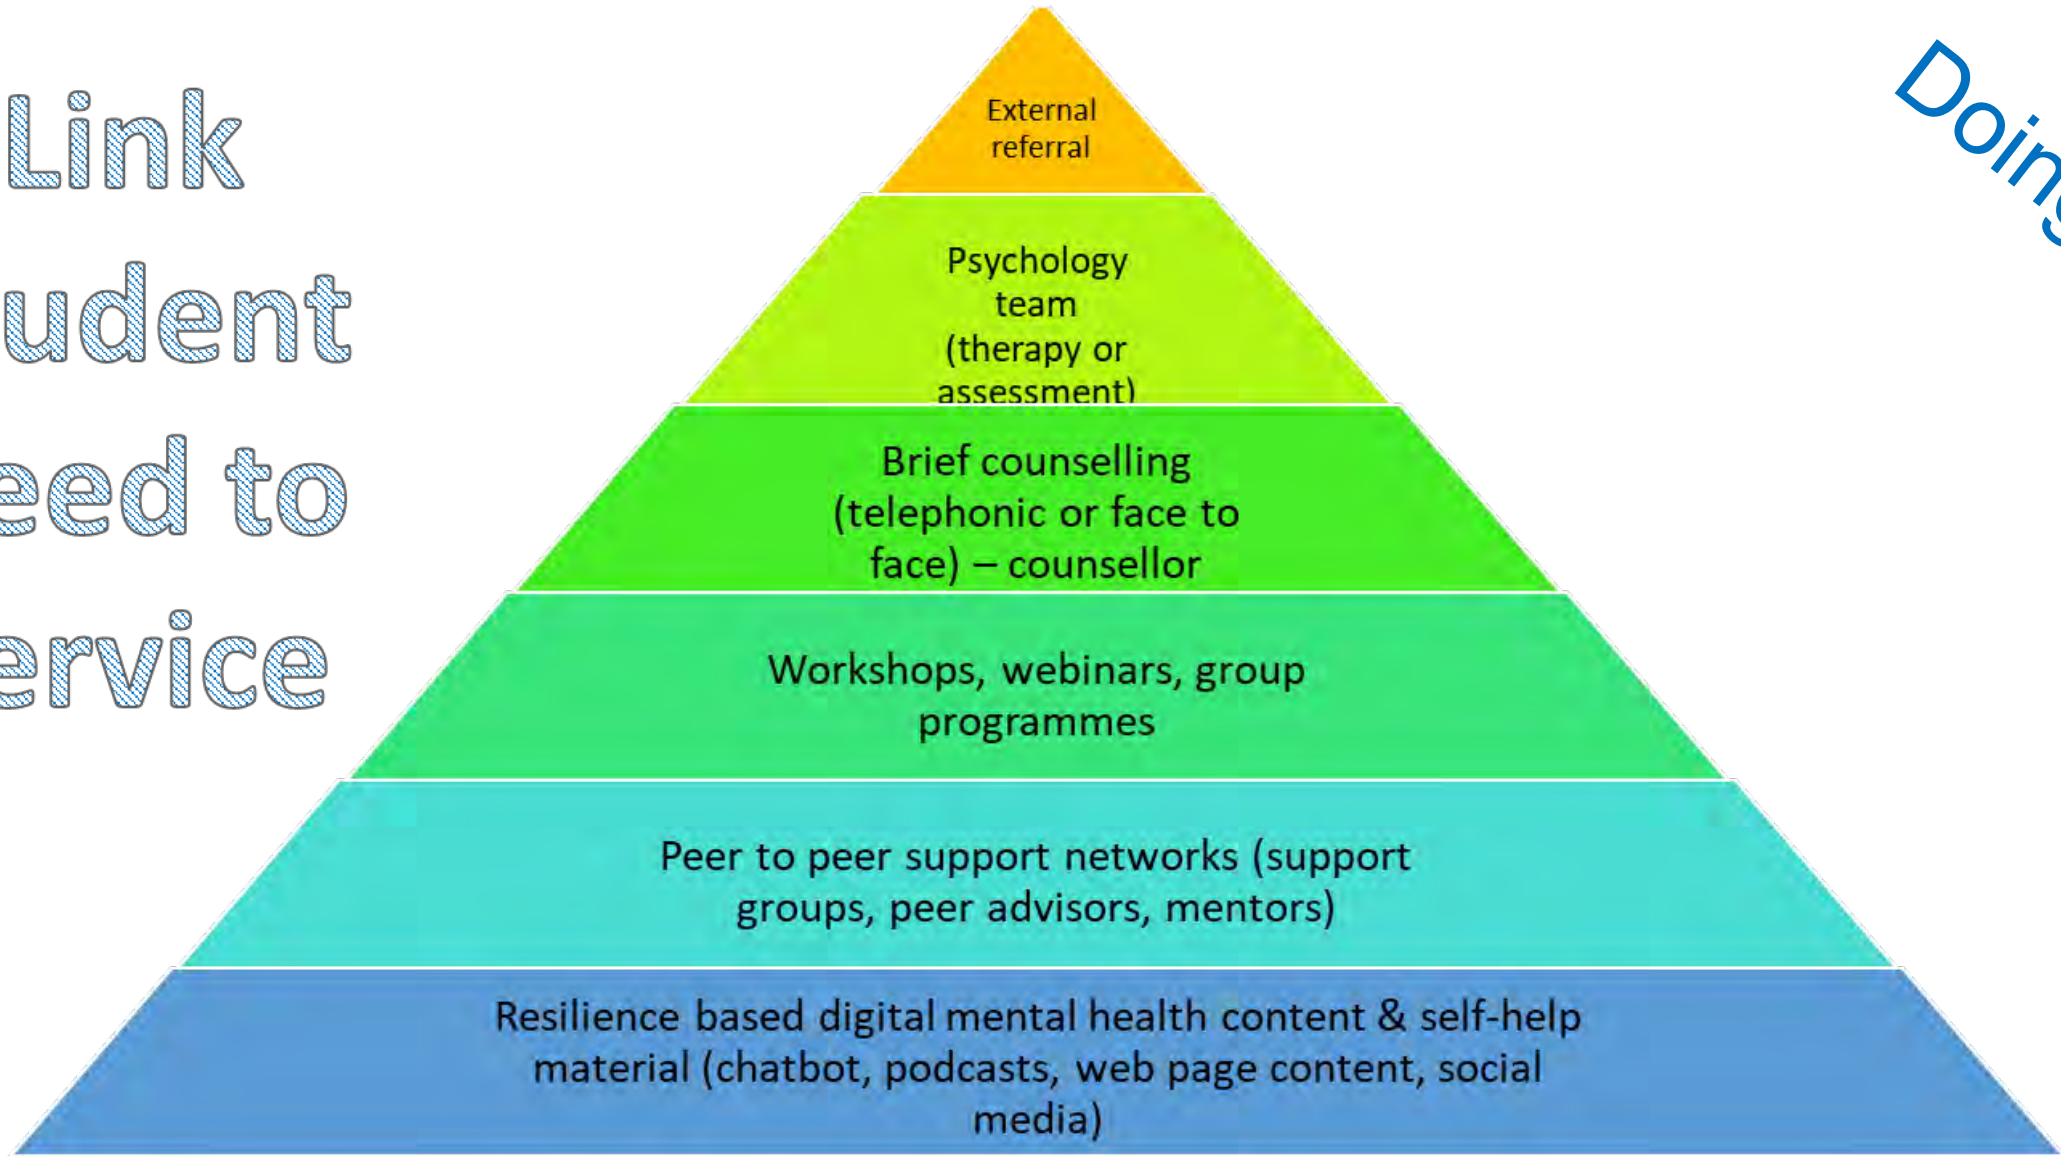 Link
udent
eed to
ervice
Doing
External
referral
Psychology
team
(therapy or
assessment)
Brief counselling
(telephonic or face to
face) – counsellor
Workshops, webinars, group
programmes
Peer to peer support networks (support
groups, peer advisors, mentors)
Resilience based digital mental health content & self-help
material (chatbot, podcasts, web page content, social
media)